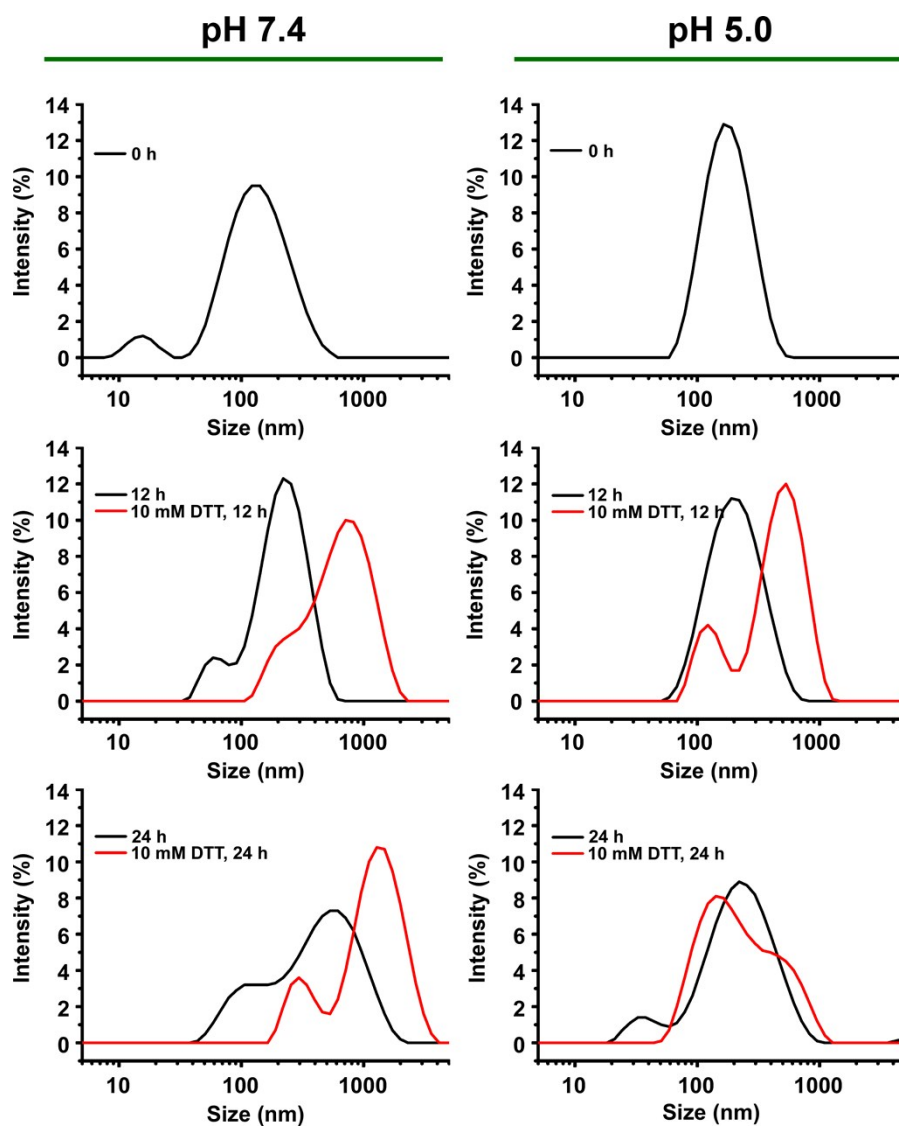 pH 7.4
pH 5.0
14
12
10
8
6
4
2
0
Intensity (%)
0 h
10 100 1000
Size (nm)
14
12
10
8
6
4
2
0
Intensity (%)
0 h
10 100 1000
Size (nm)
14
12
10
8
6
4
2
0
Intensity (%)
12 h
10 mM DTT, 12 h
10 100 1000
Size (nm)
14
12
10
8
6
4
2
0
Intensity (%)
12 h
10 mM DTT, 12 h
10 100 1000
Size (nm)
14
12
10
8
6
4
2
0
Intensity (%)
24 h
10 mM DTT, 24 h
10 100 1000
Size (nm)
14
12
10
8
6
4
2
0
Intensity (%)
24 h
10 mM DTT, 24 h
10 100 1000
Size (nm)